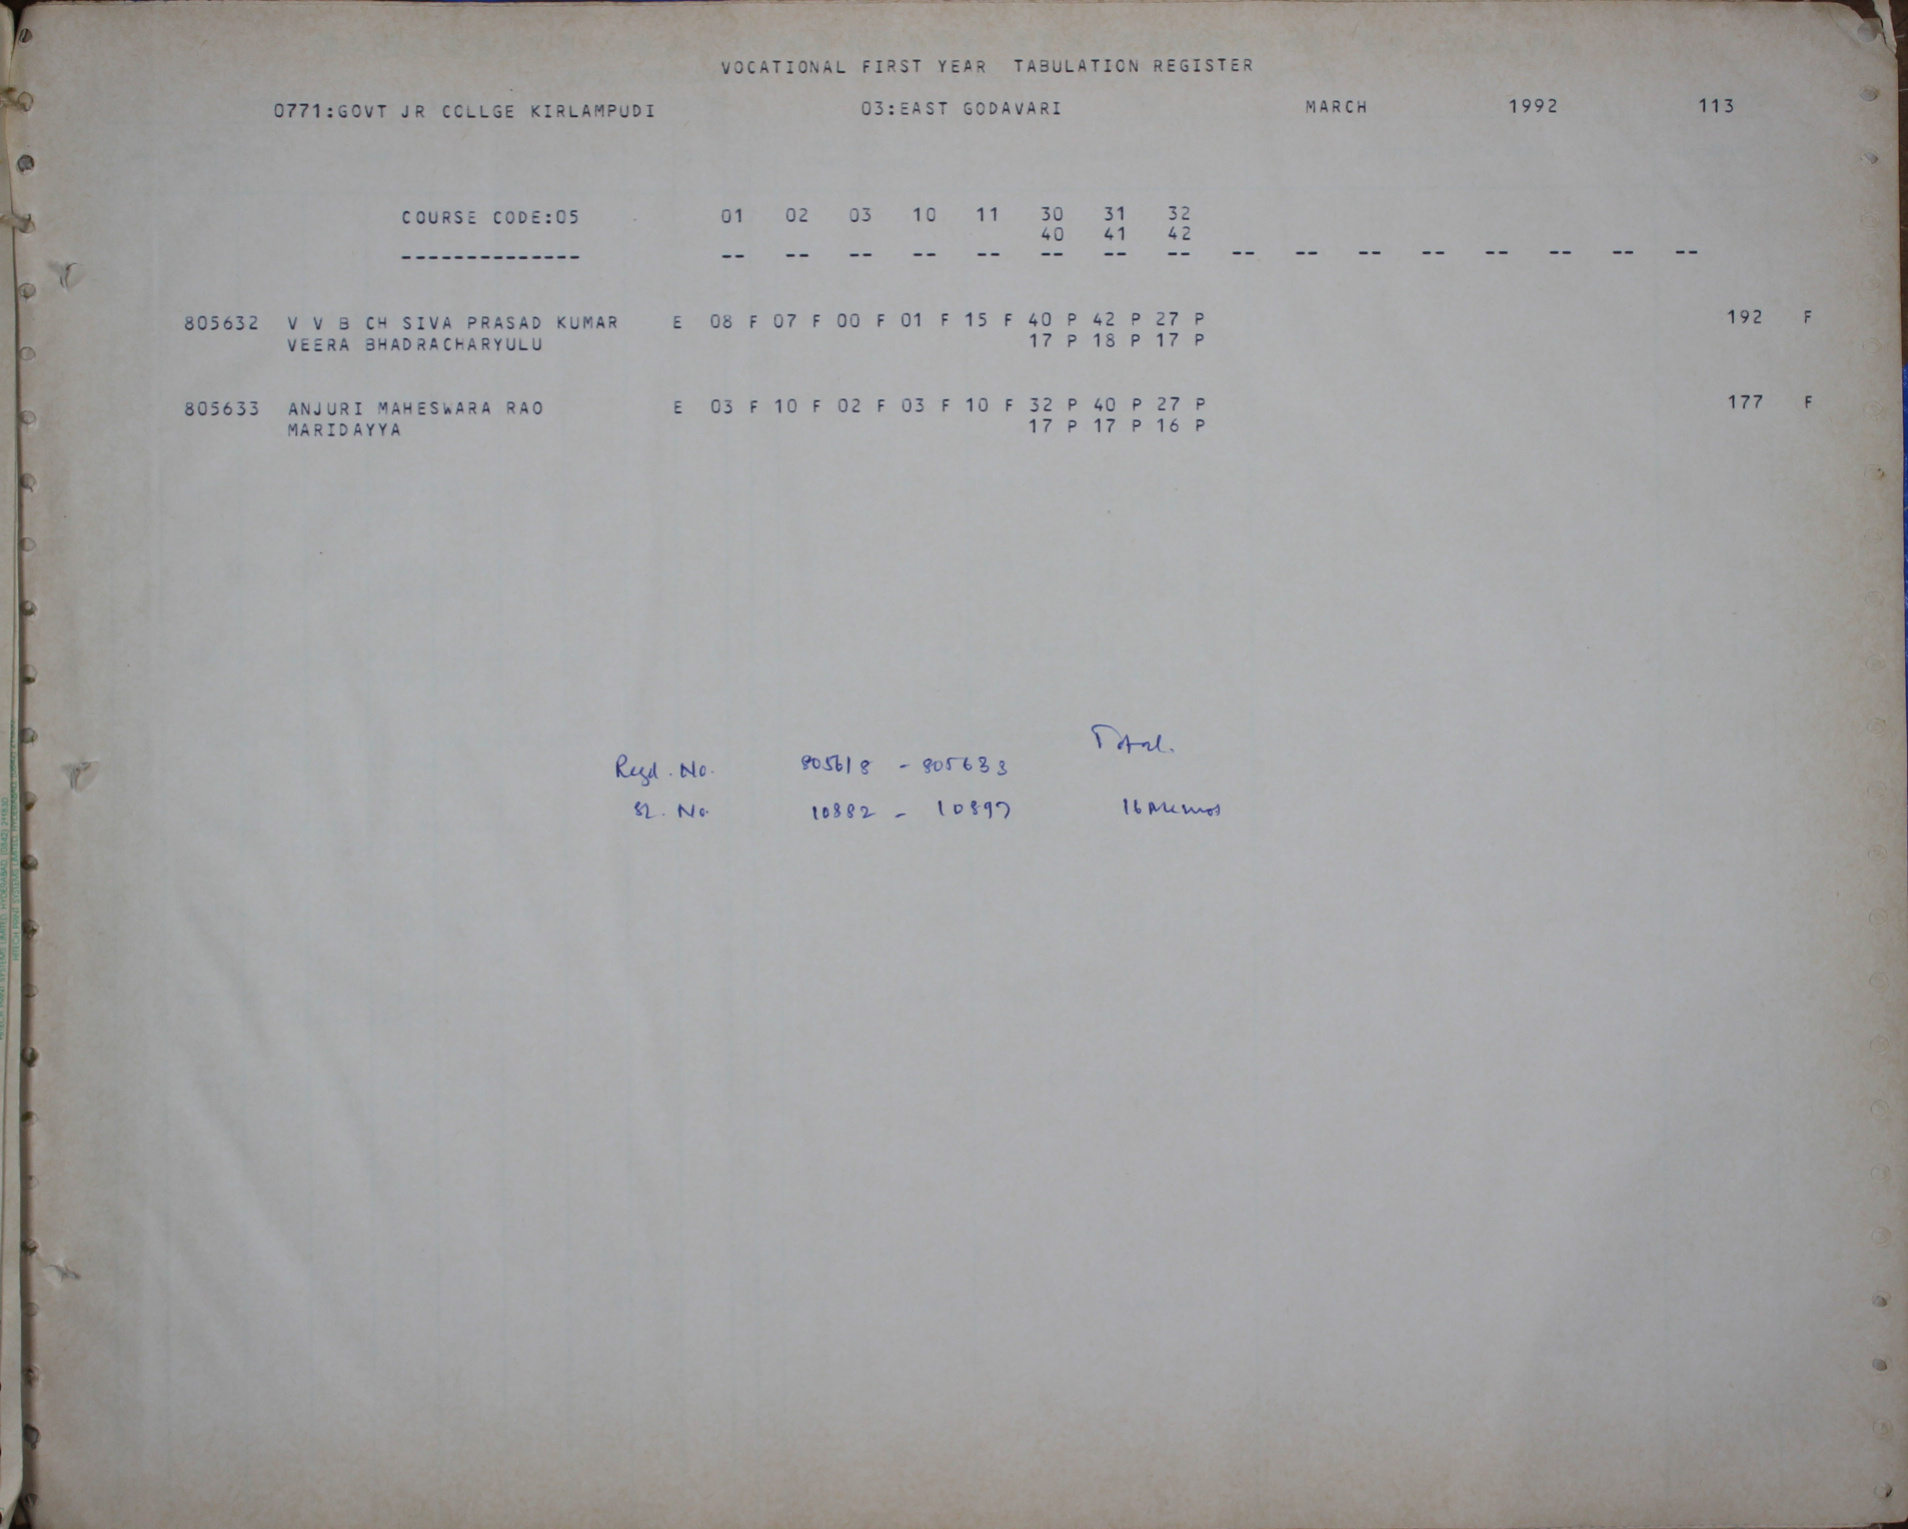 VOCATIONAL FIRST YEAR TABULATION REGISTER
0771:GOVT JR COLLGE KIRLAMPUDI 03:EAST GODAVARI MARCH 1992 113
COURSE CODE:05 01 02 03 10 11 30 31 32
40 41 42
-------------- -- -- -- -- -- -- -- -- -- -- -- -- -- -- -- --
805632 V V B CH SIVA PRASAD KUMAR E 08 F 07 F 00 F 01 F 15 F 40 P 42 P 27 P 192 F
VEERA BHADRACHARYULU 17 P 18 P 17 P
805633 ANJURI MAHESWARA RAO E 03 F 10 F 02 F 03 F 10 F 32 P 40 P 27 P 177 F
MARIDAYYA 17 P 17 P 16 P
Total.
Regd. No. 805618 - 805633
Sl. No. 10882 - 10897 16 Memos